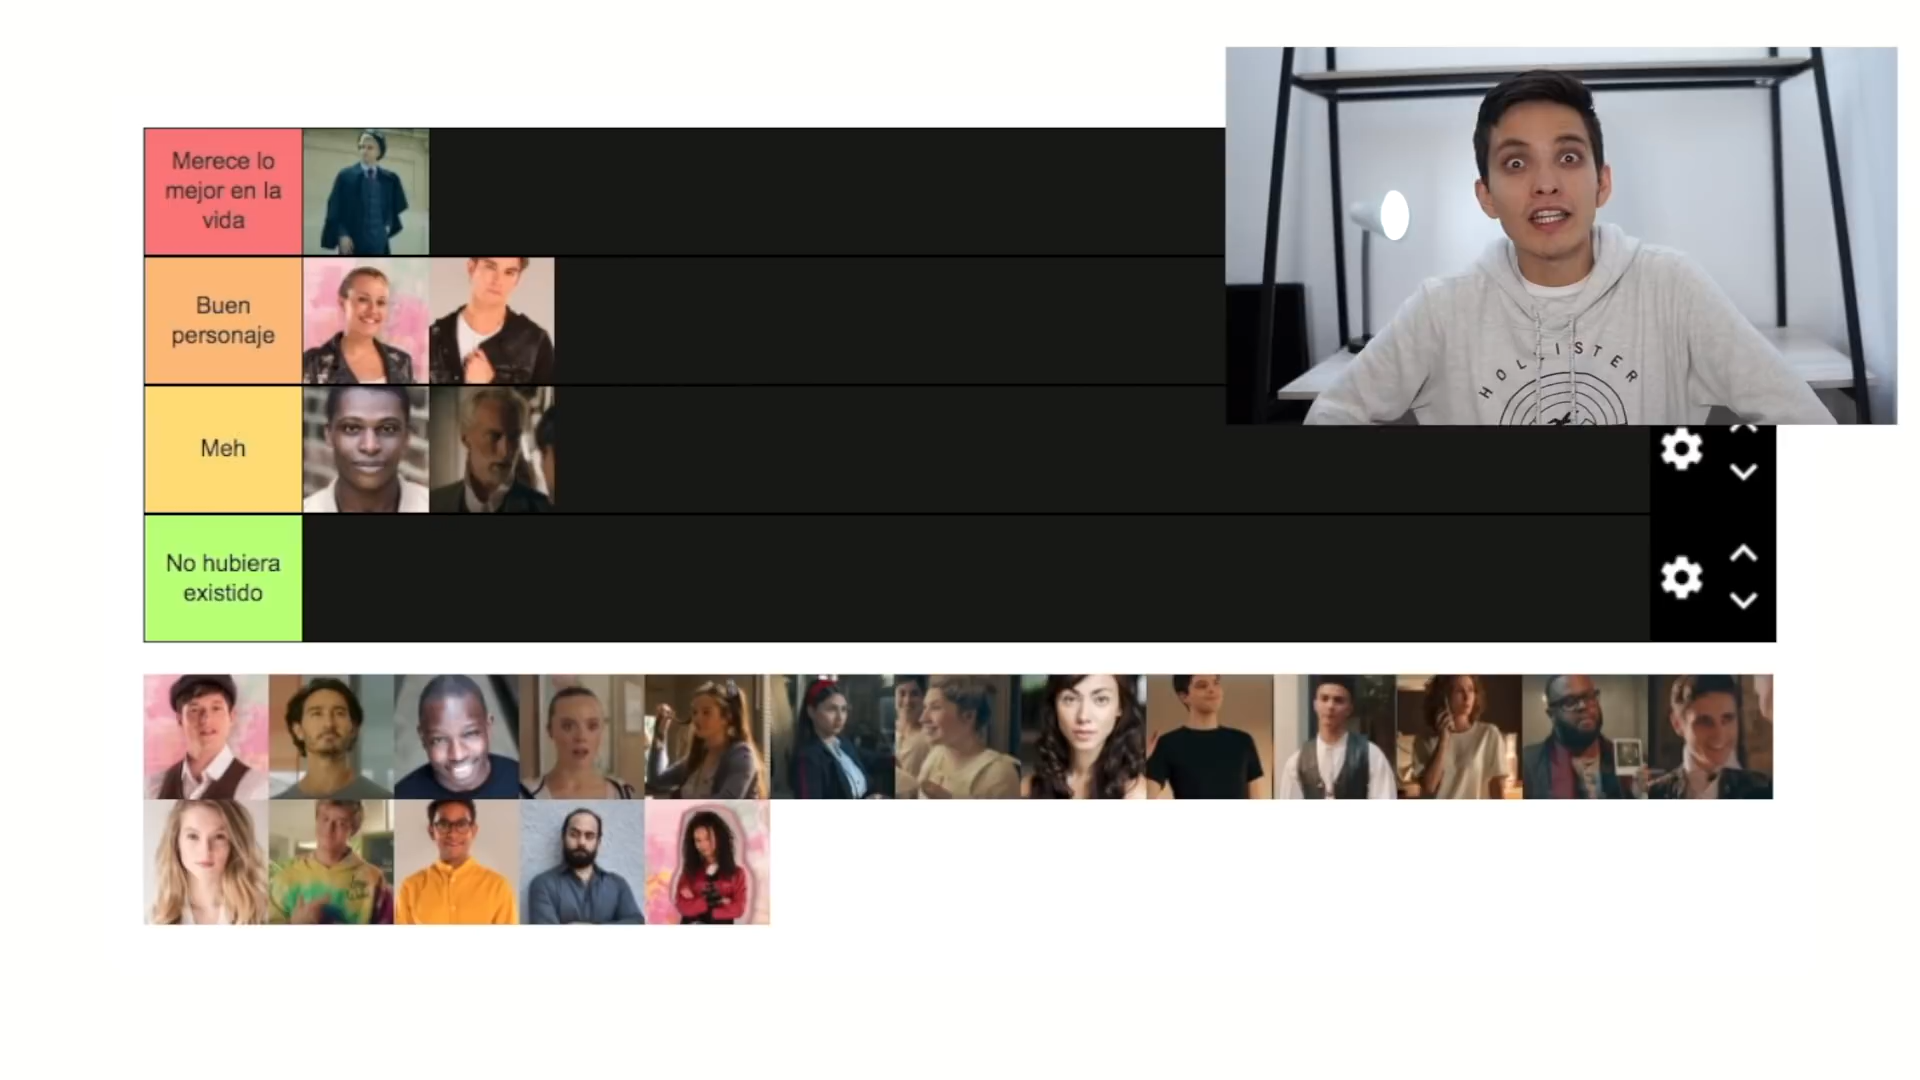 Merece lo
mejor en la
vida
Buen
personaje
Meh
No hubiera
existido
HOLLISTER